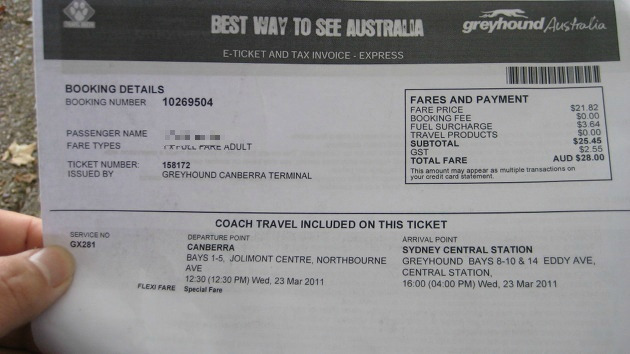 BEST WAY TO SEE AUSTRALIA
greyhound Australia
E-TICKET AND TAX INVOICE - EXPRESS
BOOKING DETAILS
BOOKING NUMBER 10269504
PASSENGER NAME
FARE TYPES 1 X FULL FARE ADULT
TICKET NUMBER: 158172
ISSUED BY GREYHOUND CANBERRA TERMINAL
FARES AND PAYMENT
FARE PRICE $21.82
BOOKING FEE $0.00
FUEL SURCHARGE $3.64
TRAVEL PRODUCTS $0.00
SUBTOTAL $25.45
GST $2.55
TOTAL FARE AUD $28.00
This amount may appear as multiple transactions on
your credit card statement.
COACH TRAVEL INCLUDED ON THIS TICKET
SERVICE NO DEPARTURE POINT ARRIVAL POINT
GX281 CANBERRA SYDNEY CENTRAL STATION
BAYS 1-5, JOLIMONT CENTRE, NORTHBOURNE GREYHOUND BAYS 8-10 & 14 EDDY AVE,
AVE CENTRAL STATION,
12:30 (12:30 PM) Wed, 23 Mar 2011 16:00 (04:00 PM) Wed, 23 Mar 2011
FLEXI FARE Special Fare